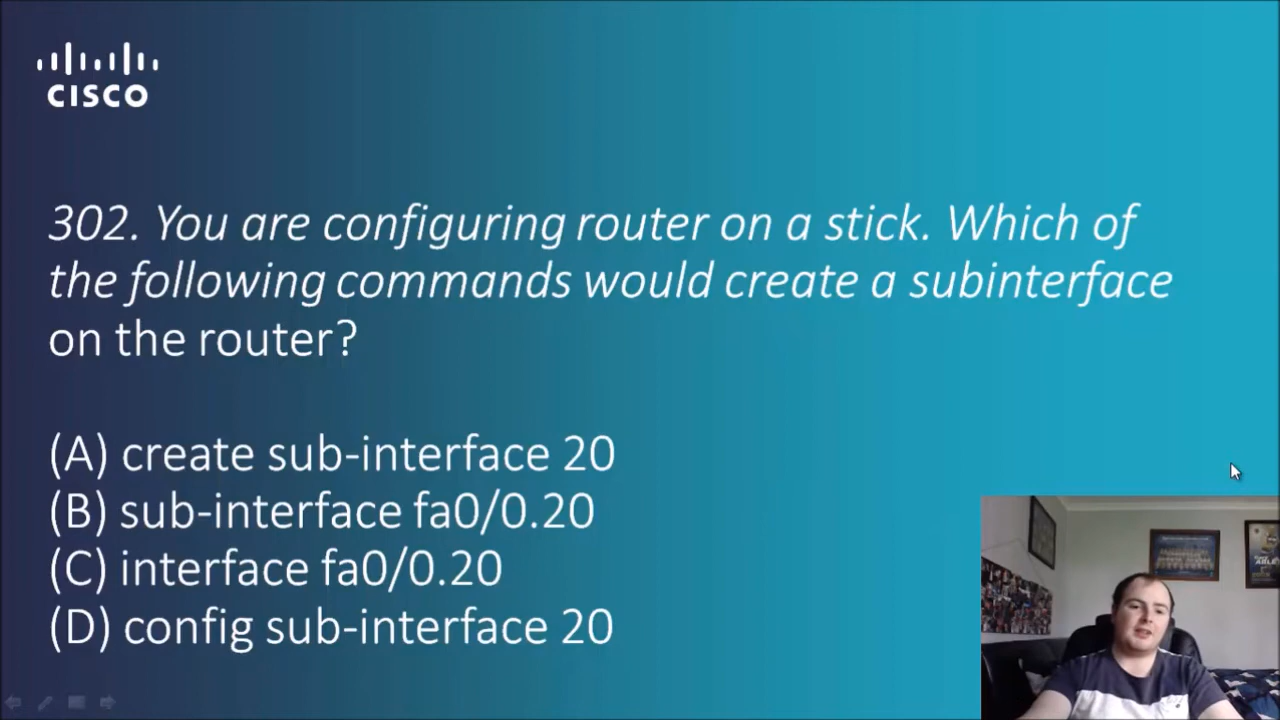 CISCO
302. You are configuring router on a stick. Which of
the following commands would create a subinterface
on the router?
(A) create sub-interface 20
(B) sub-interface fa0/0.20
(C) interface fa0/0.20
(D) config sub-interface 20